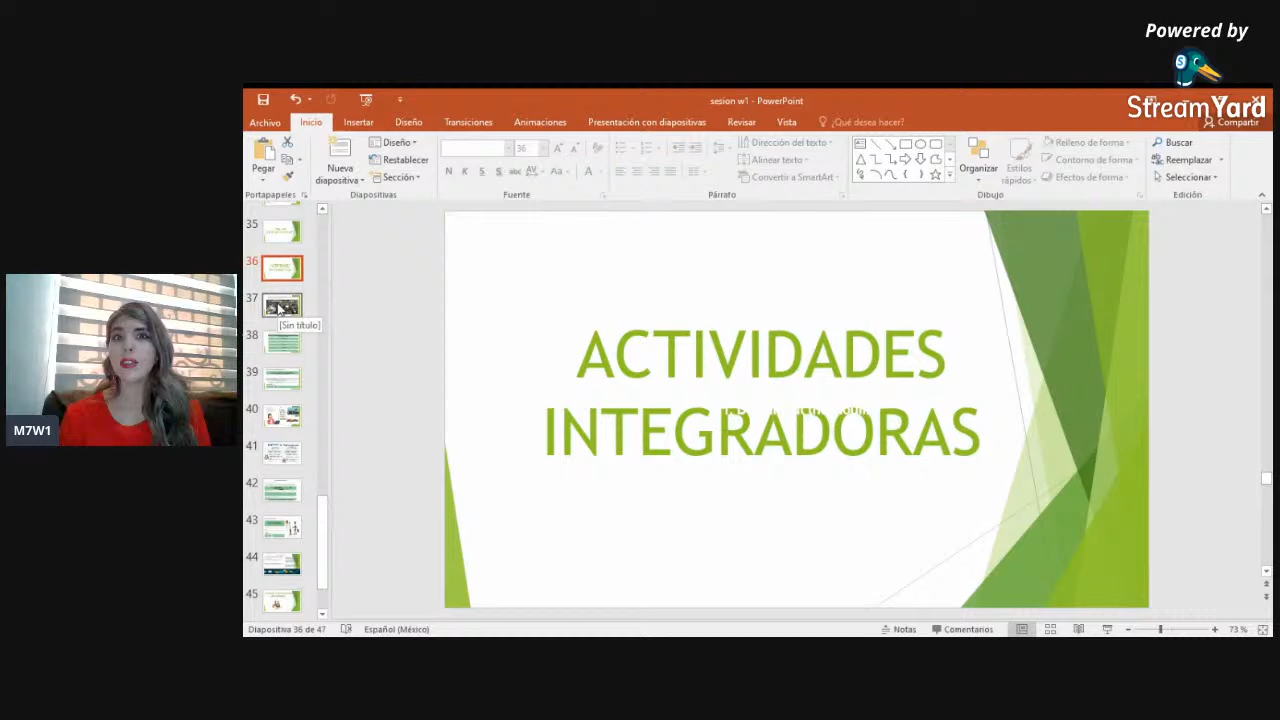 Powered by
StreamYard
sesion w1 - PowerPoint
Archivo Inicio Insertar Diseño Transiciones Animaciones Presentación con diapositivas Revisar Vista ¿Qué desea hacer? Compartir
Pegar
Portapapeles
Nueva diapositiva
Diseño
Restablecer
Sección
Diapositivas
36
N K S S abc AV Aa A
Fuente
Dirección del texto
Alinear texto
Convertir a SmartArt
Párrafo
Organizar
Estilos rápidos
Relleno de forma
Contorno de forma
Efectos de forma
Dibujo
Buscar
Reemplazar
Seleccionar
Edición
35
36
37
[Sin título]
38
39
40
41
42
43
44
45
M7W1
ACTIVIDADES
INTEGRADORAS
Diapositiva 36 de 47 Español (México) Notas Comentarios 73 %